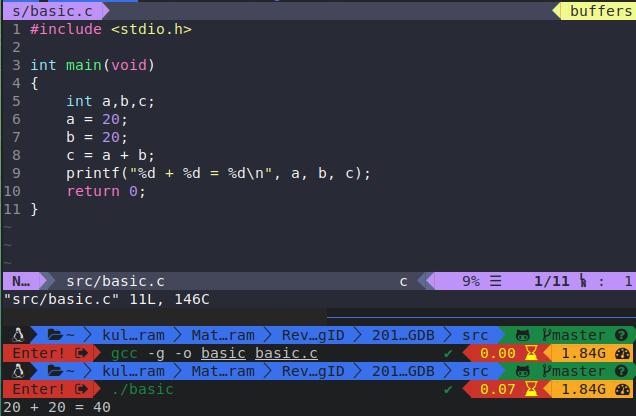 s/basic.c buffers
1 #include <stdio.h>
2
3 int main(void)
4 {
5     int a,b,c;
6     a = 20;
7     b = 20;
8     c = a + b;
9     printf("%d + %d = %d\n", a, b, c);
10     return 0;
11 }
~
~
~
N… src/basic.c c 9% ☰ 1/11 ㏑ : 1
"src/basic.c" 11L, 146C
~ kul…ram Mat…ram Rev…gID 201…GDB src master
Enter! gcc -g -o basic basic.c ✔ 0.00 1.84G
~ kul…ram Mat…ram Rev…gID 201…GDB src master
Enter! ./basic ✔ 0.07 1.84G
20 + 20 = 40